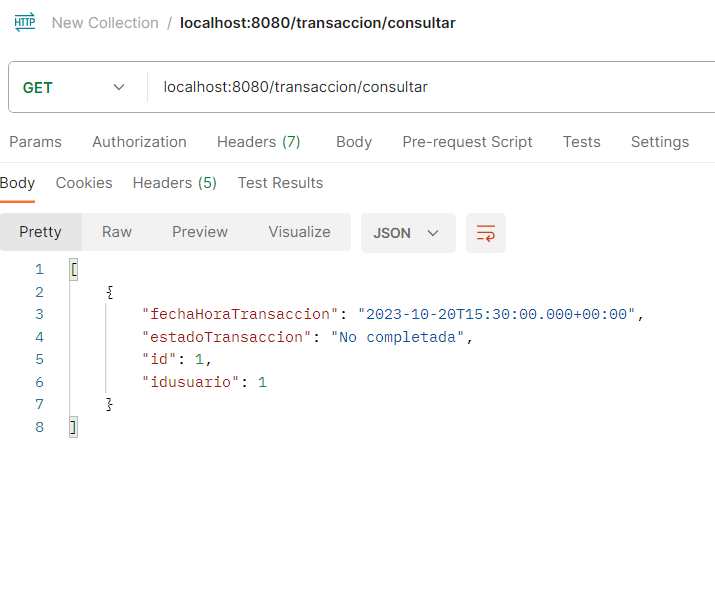 HTTP New Collection / localhost:8080/transaccion/consultar
GET localhost:8080/transaccion/consultar
Params Authorization Headers (7) Body Pre-request Script Tests Settings
Body Cookies Headers (5) Test Results
Pretty Raw Preview Visualize JSON
1 [
2 {
3 "fechaHoraTransaccion": "2023-10-20T15:30:00.000+00:00",
4 "estadoTransaccion": "No completada",
5 "id": 1,
6 "idusuario": 1
7 }
8 ]